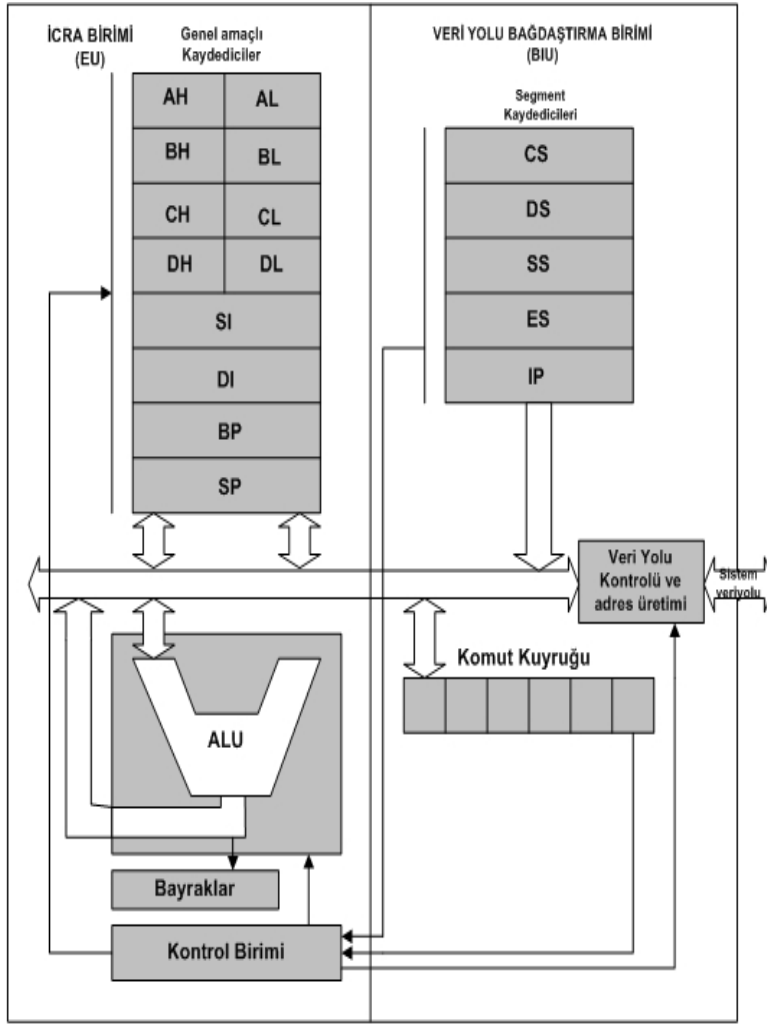 İCRA BİRİMİ
(EU)
Genel amaçlı
Kaydediciler
AH
AL
BH
BL
CH
CL
DH
DL
SI
DI
BP
SP
VERİ YOLU BAĞDAŞTIRMA BİRİMİ
(BIU)
Segment
Kaydedicileri
CS
DS
SS
ES
IP
Veri Yolu
Kontrolü ve
adres üretimi
Sistem
veriyolu
Komut Kuyruğu
ALU
Bayraklar
Kontrol Birimi